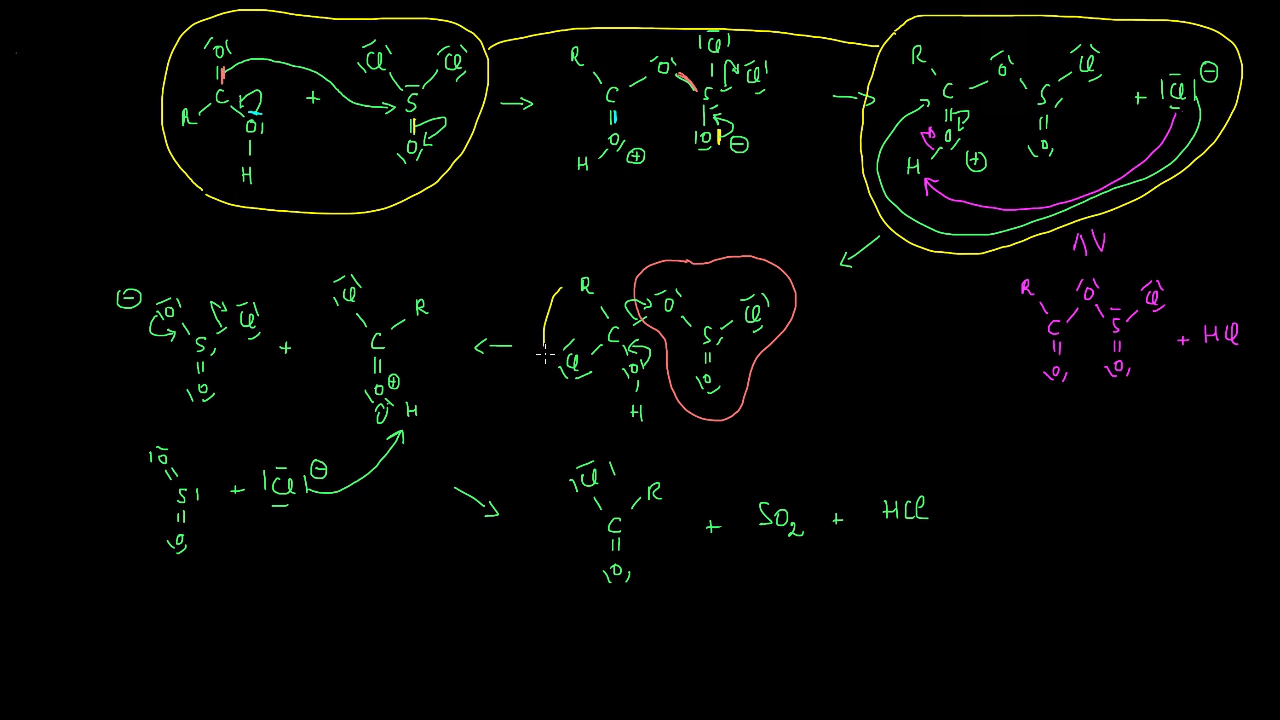 O Cl Cl
R C O H + S O →
R C O S Cl Cl O ⊖ H O ⊕ →
R C O S Cl O H O ⊕ + Cl ⊖
⊖ O S Cl O + Cl C R O ⊕ H ←
R C O S Cl O Cl O H
R C O S Cl O O + HCl
O S O + Cl ⊖
Cl C R O + SO2 + HCl